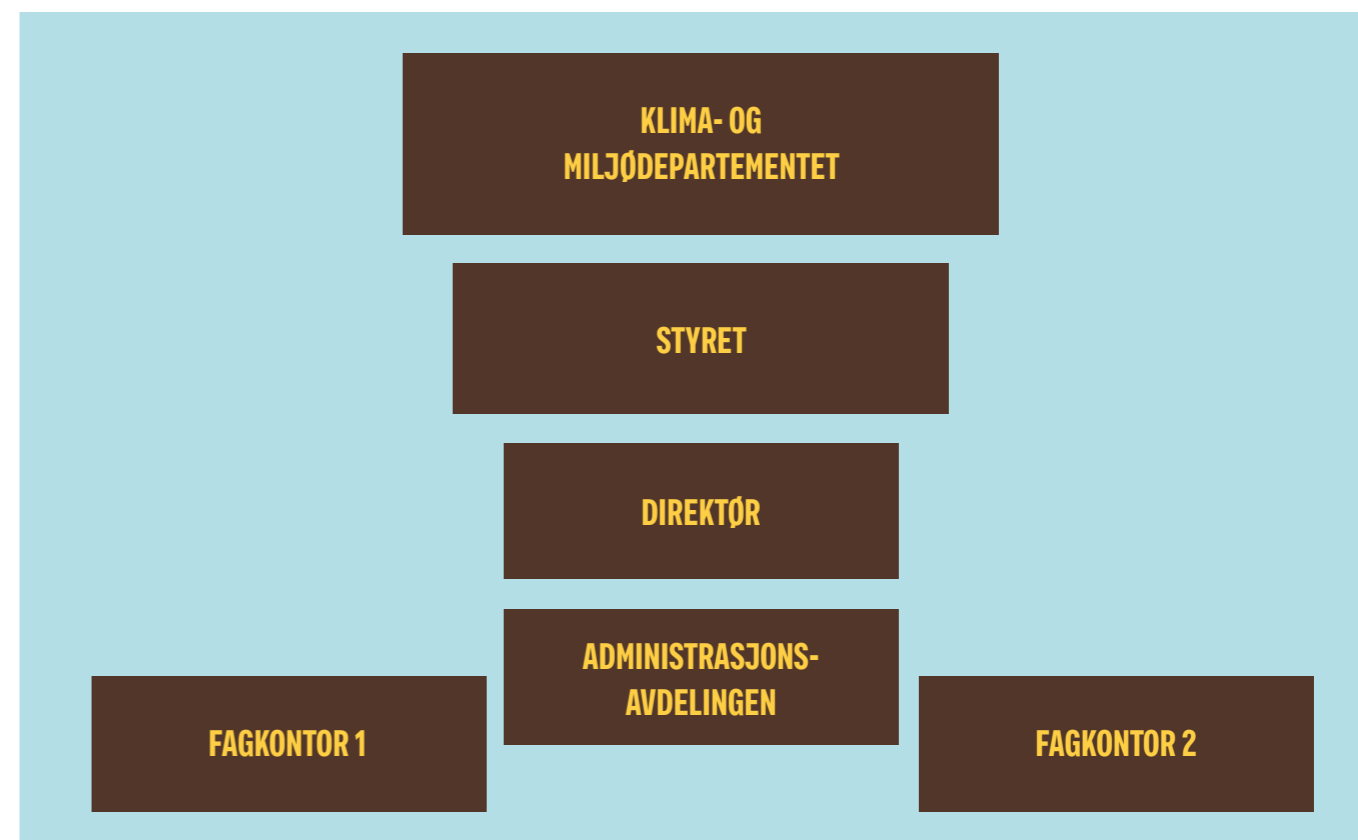 KLIMA- OG
MILJØDEPARTEMENTET
STYRET
DIREKTØR
ADMINISTRASJONS-
AVDELINGEN
FAGKONTOR 1
FAGKONTOR 2